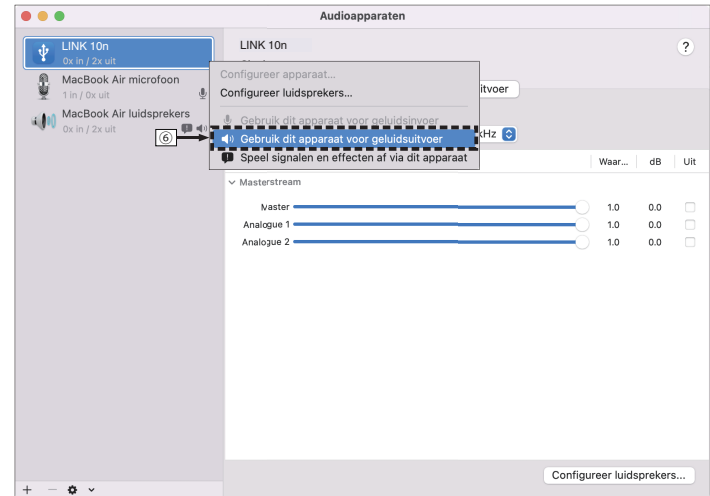 Audioapparaten
LINK 10n
0x in / 2x uit
MacBook Air microfoon
1 in / 0x uit
MacBook Air luidsprekers
0x in / 2x uit
⑥
LINK 10n
?
Configureer apparaat...
Configureer luidsprekers...
Gebruik dit apparaat voor geluidsinvoer
Gebruik dit apparaat voor geluidsuitvoer
Speel signalen en effecten af via dit apparaat
itvoer
kHz
Waar... dB Uit
Masterstream
Master 1.0 0.0
Analogue 1 1.0 0.0
Analogue 2 1.0 0.0
Configureer luidsprekers...